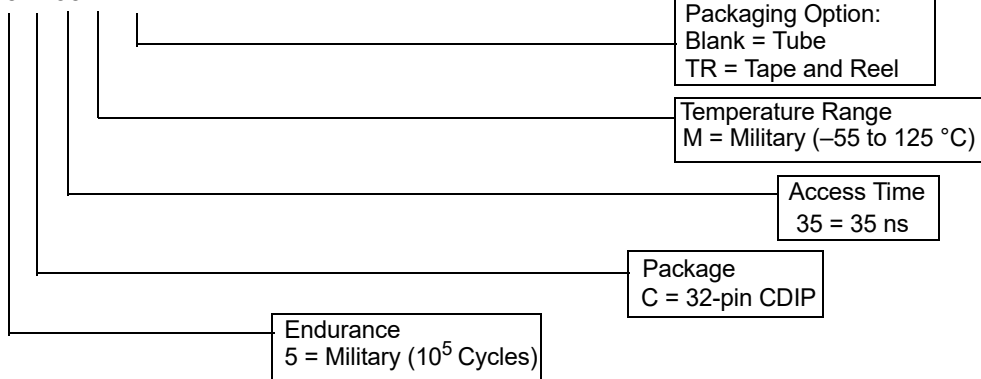 Packaging Option:
Blank = Tube
TR = Tape and Reel
Temperature Range
M = Military (–55 to 125 °C)
Access Time
35 = 35 ns
Package
C = 32-pin CDIP
Endurance
5 = Military (10⁵ Cycles)